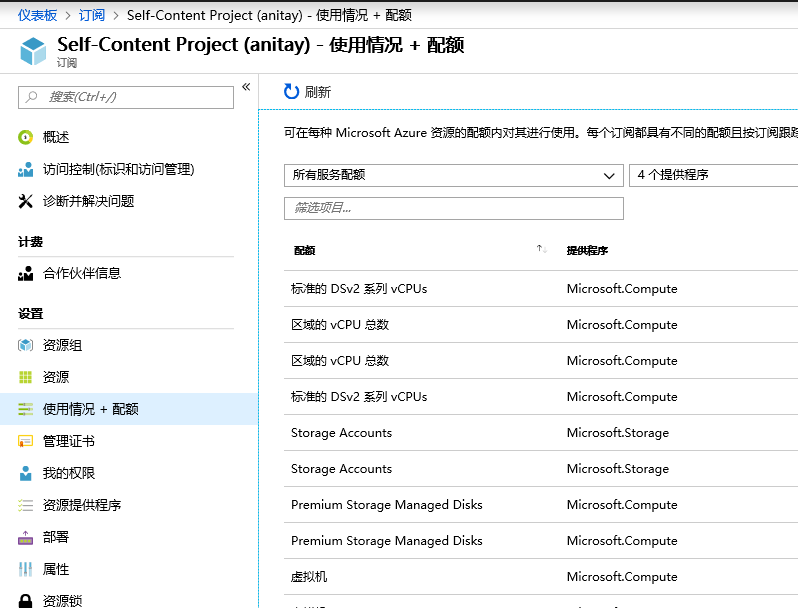 仪表板 > 订阅 > Self-Content Project (anitay) - 使用情况 + 配额
Self-Content Project (anitay) - 使用情况 + 配额
订阅
搜索(Ctrl+/)
«
概述
访问控制(标识和访问管理)
诊断并解决问题
计费
合作伙伴信息
设置
资源组
资源
使用情况 + 配额
管理证书
我的权限
资源提供程序
部署
属性
资源锁
刷新
可在每种 Microsoft Azure 资源的配额内对其进行使用。每个订阅都具有不同的配额且按订阅跟踪
所有服务配额
4 个提供程序
筛选项目...
配额 提供程序
标准的 DSv2 系列 vCPUs Microsoft.Compute
区域的 vCPU 总数 Microsoft.Compute
区域的 vCPU 总数 Microsoft.Compute
标准的 DSv2 系列 vCPUs Microsoft.Compute
Storage Accounts Microsoft.Storage
Storage Accounts Microsoft.Storage
Premium Storage Managed Disks Microsoft.Compute
Premium Storage Managed Disks Microsoft.Compute
虚拟机 Microsoft.Compute